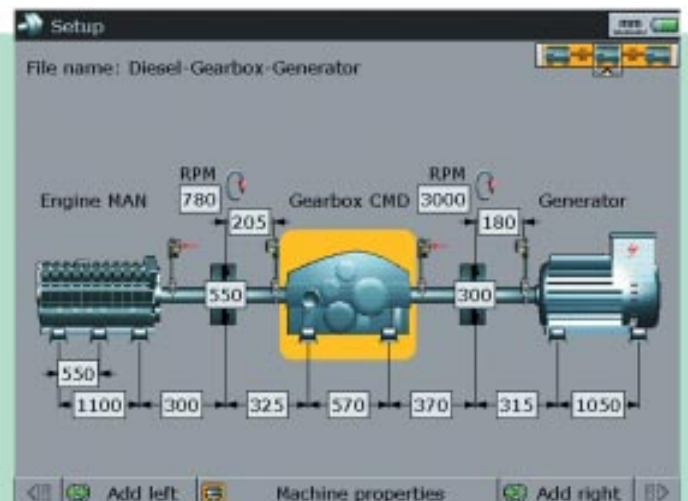 Setup
mm
File name: Diesel-Gearbox-Generator
RPM
RPM
Engine MAN
780
Gearbox CMD
3000
Generator
205
180
550
300
550
1100
300
325
570
370
315
1050
Add left
Machine properties
Add right